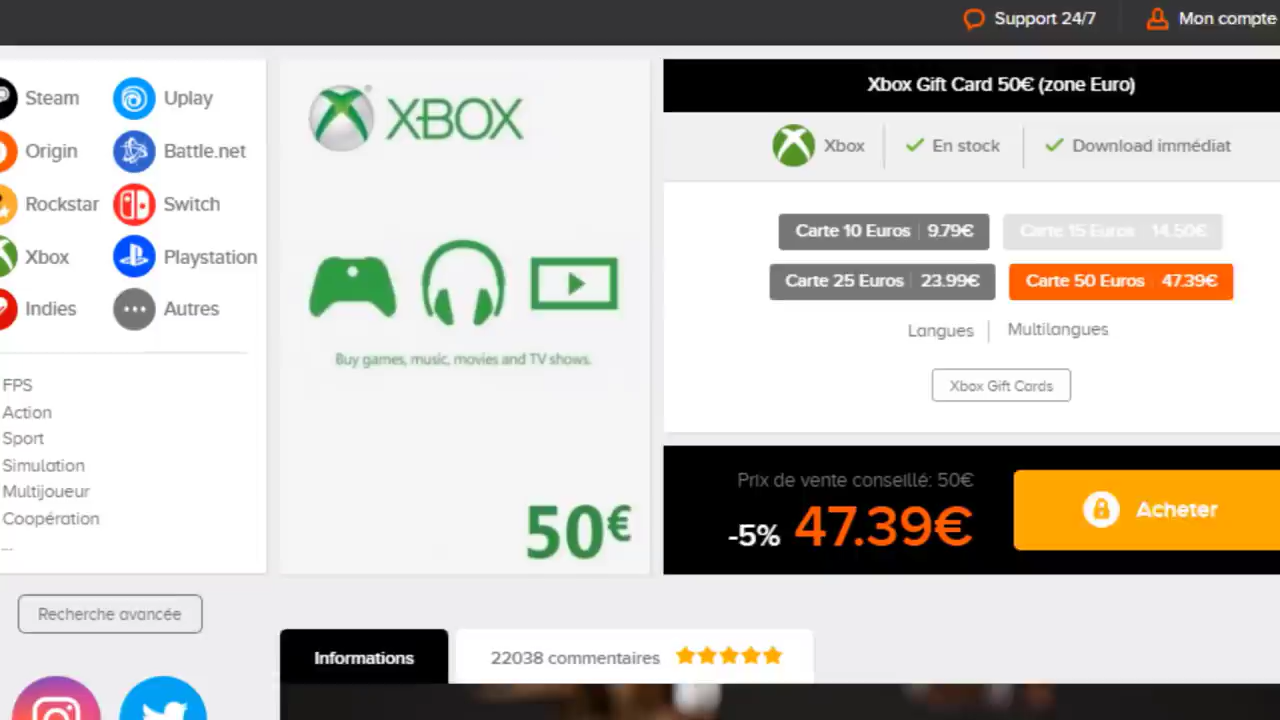 Support 24/7
Mon compte
Steam
Uplay
Origin
Battle.net
Rockstar
Switch
Xbox
Playstation
Indies
Autres
FPS
Action
Sport
Simulation
Multijoueur
Coopération
...
Recherche avancée
XBOX
Buy games, music, movies and TV shows.
50€
Xbox Gift Card 50€ (zone Euro)
Xbox
En stock
Download immédiat
Carte 10 Euros 9.79€
Carte 15 Euros 14.50€
Carte 25 Euros 23.99€
Carte 50 Euros 47.39€
Langues
Multilangues
Xbox Gift Cards
Prix de vente conseillé: 50€
-5% 47.39€
Acheter
Informations
22038 commentaires